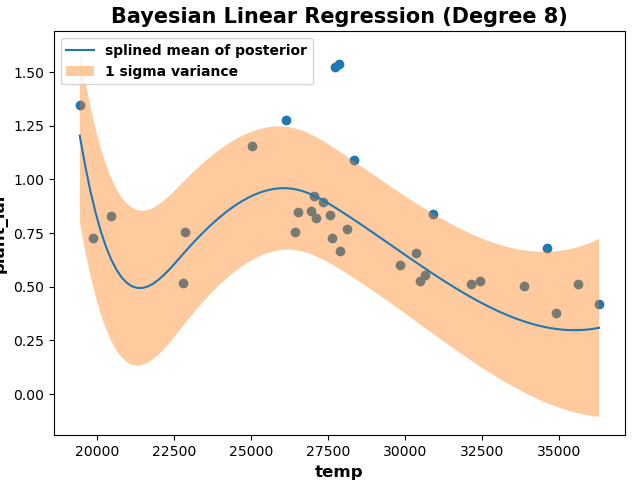 Bayesian Linear Regression (Degree 8)
splined mean of posterior
1 sigma variance
1.50
1.25
1.00
0.75
0.50
0.25
0.00
20000 22500 25000 27500 30000 32500 35000
temp